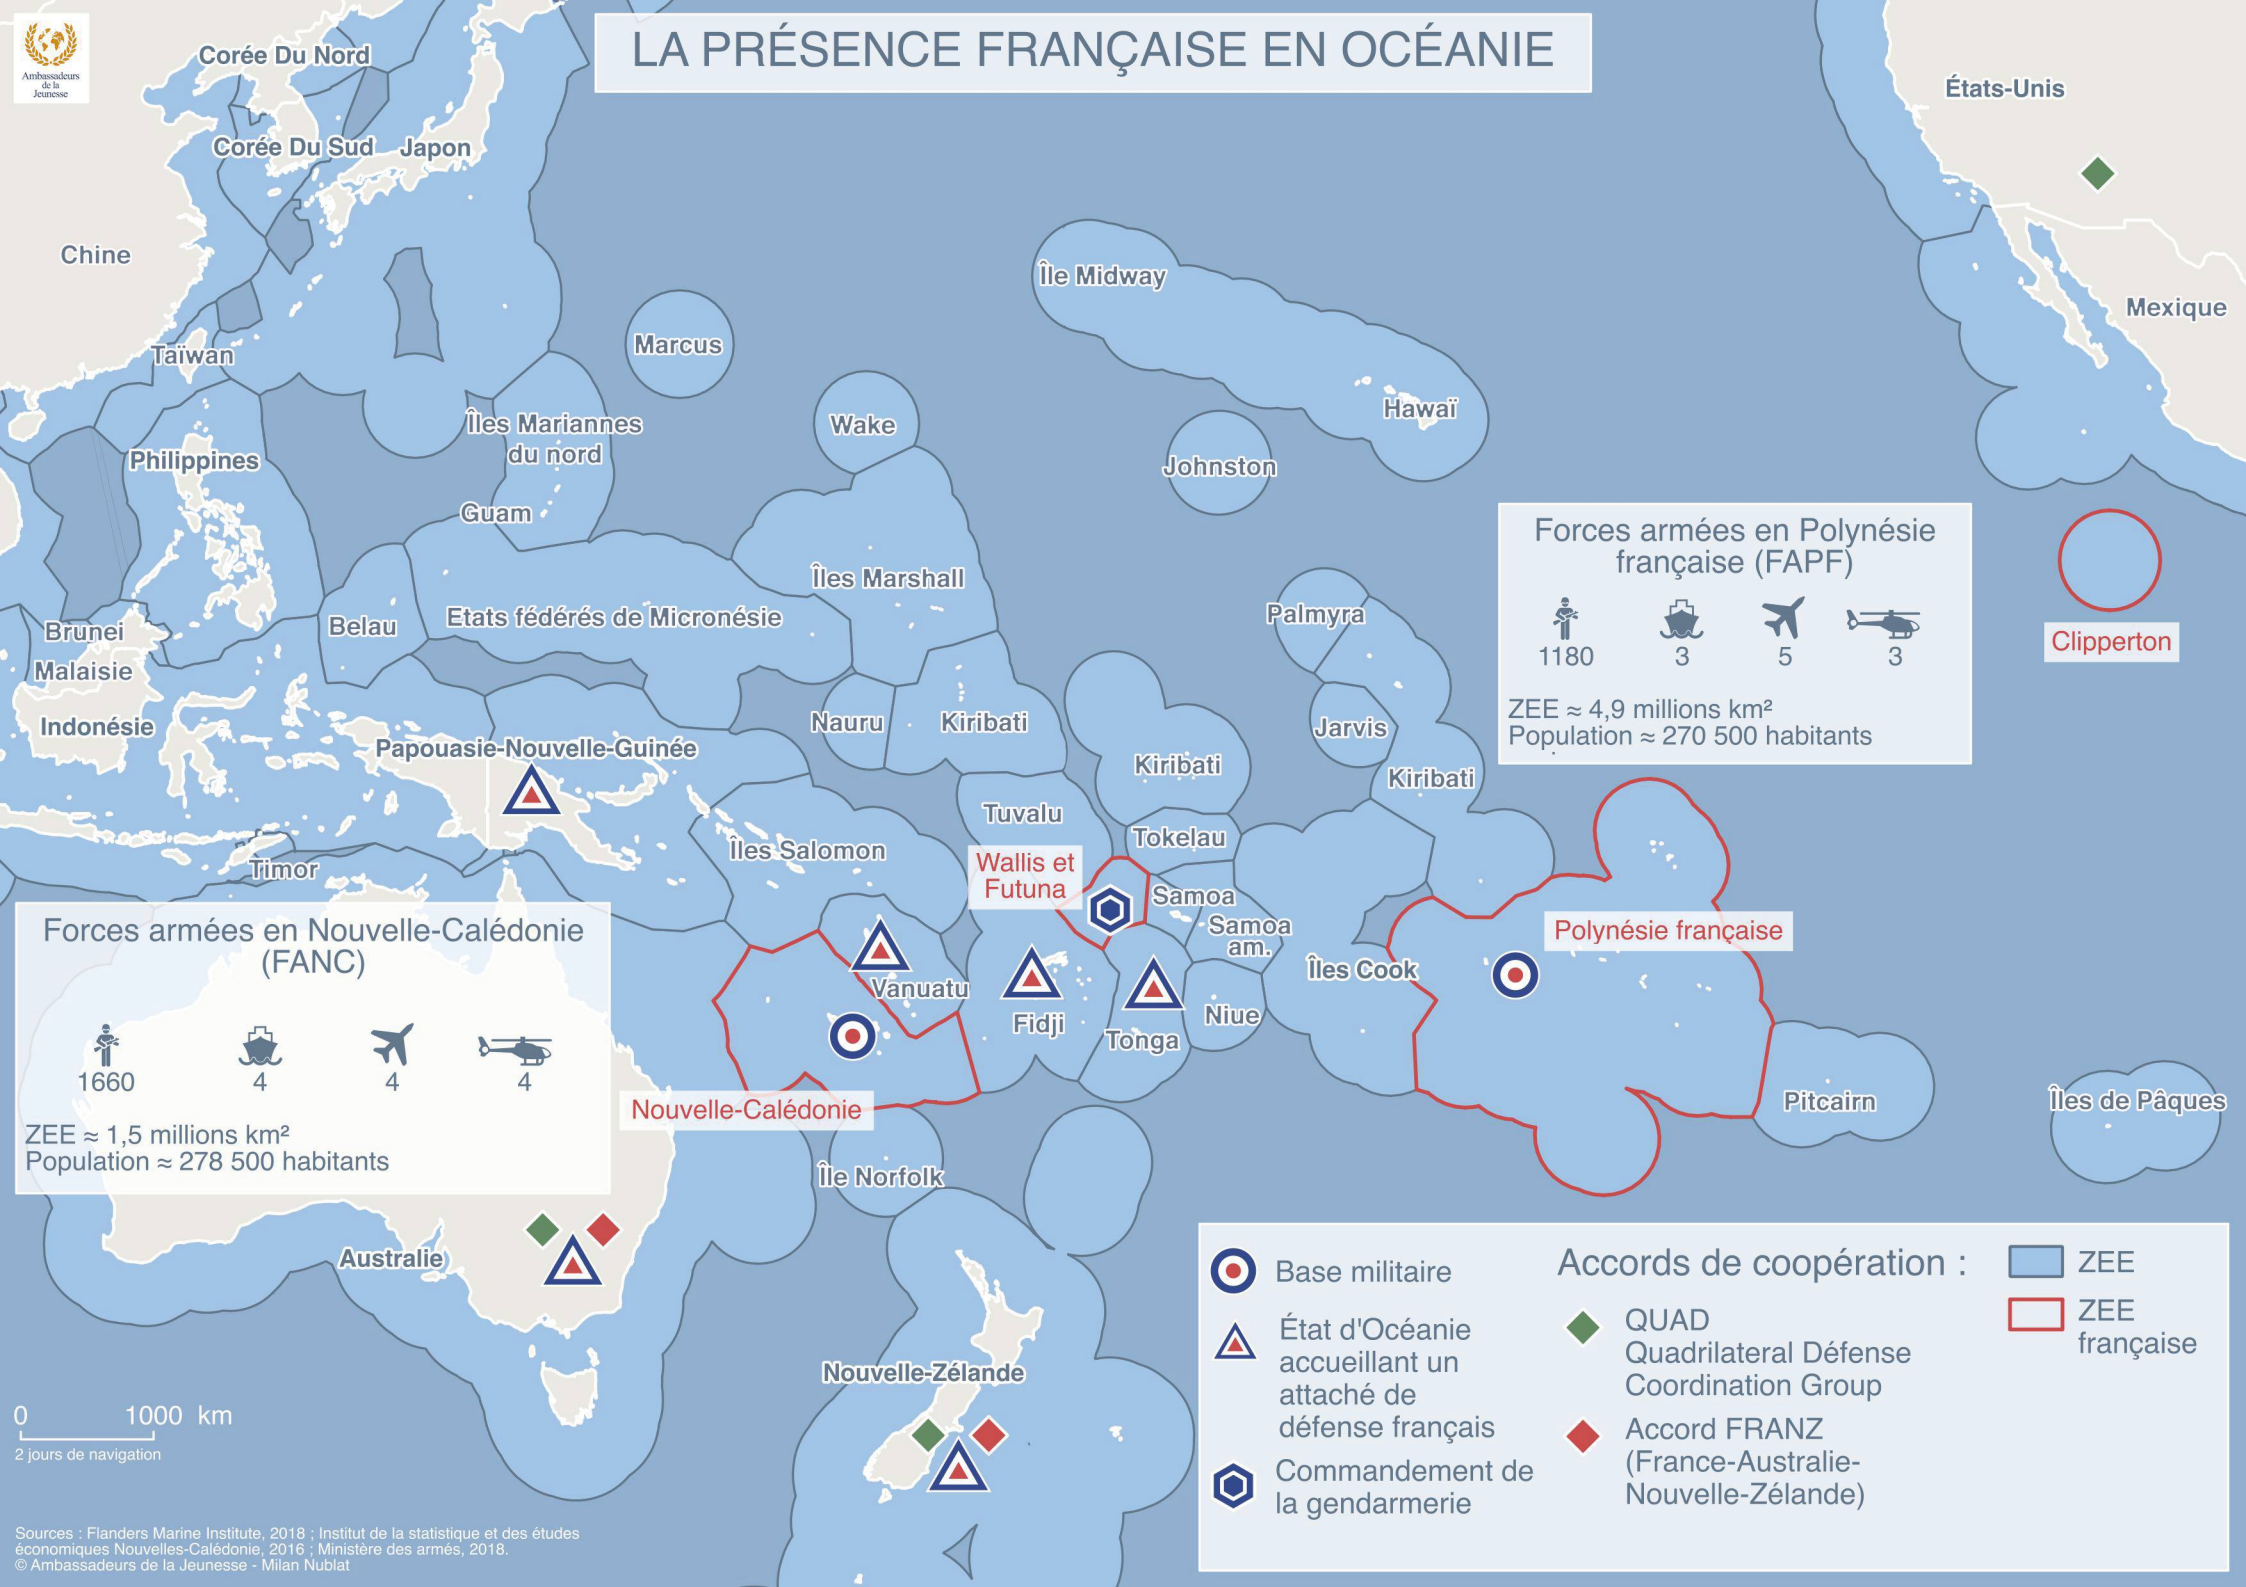 Ambassadeurs
de la
Jeunesse
LA PRÉSENCE FRANÇAISE EN OCÉANIE
Corée Du Nord
États-Unis
Corée Du Sud
Japon
Chine
Île Midway
Mexique
Marcus
Taïwan
Hawaï
Îles Mariannes
du nord
Wake
Philippines
Johnston
Guam
Forces armées en Polynésie
française (FAPF)
1180
3
5
3
ZEE ≈ 4,9 millions km²
Population ≈ 270 500 habitants
Clipperton
Îles Marshall
Palmyra
Etats fédérés de Micronésie
Belau
Brunei
Malaisie
Indonésie
Nauru
Kiribati
Jarvis
Papouasie-Nouvelle-Guinée
Kiribati
Kiribati
Tuvalu
Tokelau
Îles Salomon
Timor
Wallis et
Futuna
Samoa
Samoa
am.
Polynésie française
Îles Cook
Vanuatu
Fidji
Niue
Tonga
Forces armées en Nouvelle-Calédonie
(FANC)
1660
4
4
4
ZEE ≈ 1,5 millions km²
Population ≈ 278 500 habitants
Nouvelle-Calédonie
Pitcairn
Îles de Pâques
Île Norfolk
Australie
Nouvelle-Zélande
Base militaire
État d'Océanie
accueillant un
attaché de
défense français
Commandement de
la gendarmerie
Accords de coopération :
QUAD
Quadrilateral Défense
Coordination Group
Accord FRANZ
(France-Australie-
Nouvelle-Zélande)
ZEE
ZEE
française
0
1000 km
2 jours de navigation
Sources : Flanders Marine Institute, 2018 ; Institut de la statistique et des études
économiques Nouvelles-Calédonie, 2016 ; Ministère des armés, 2018.
© Ambassadeurs de la Jeunesse - Milan Nublat